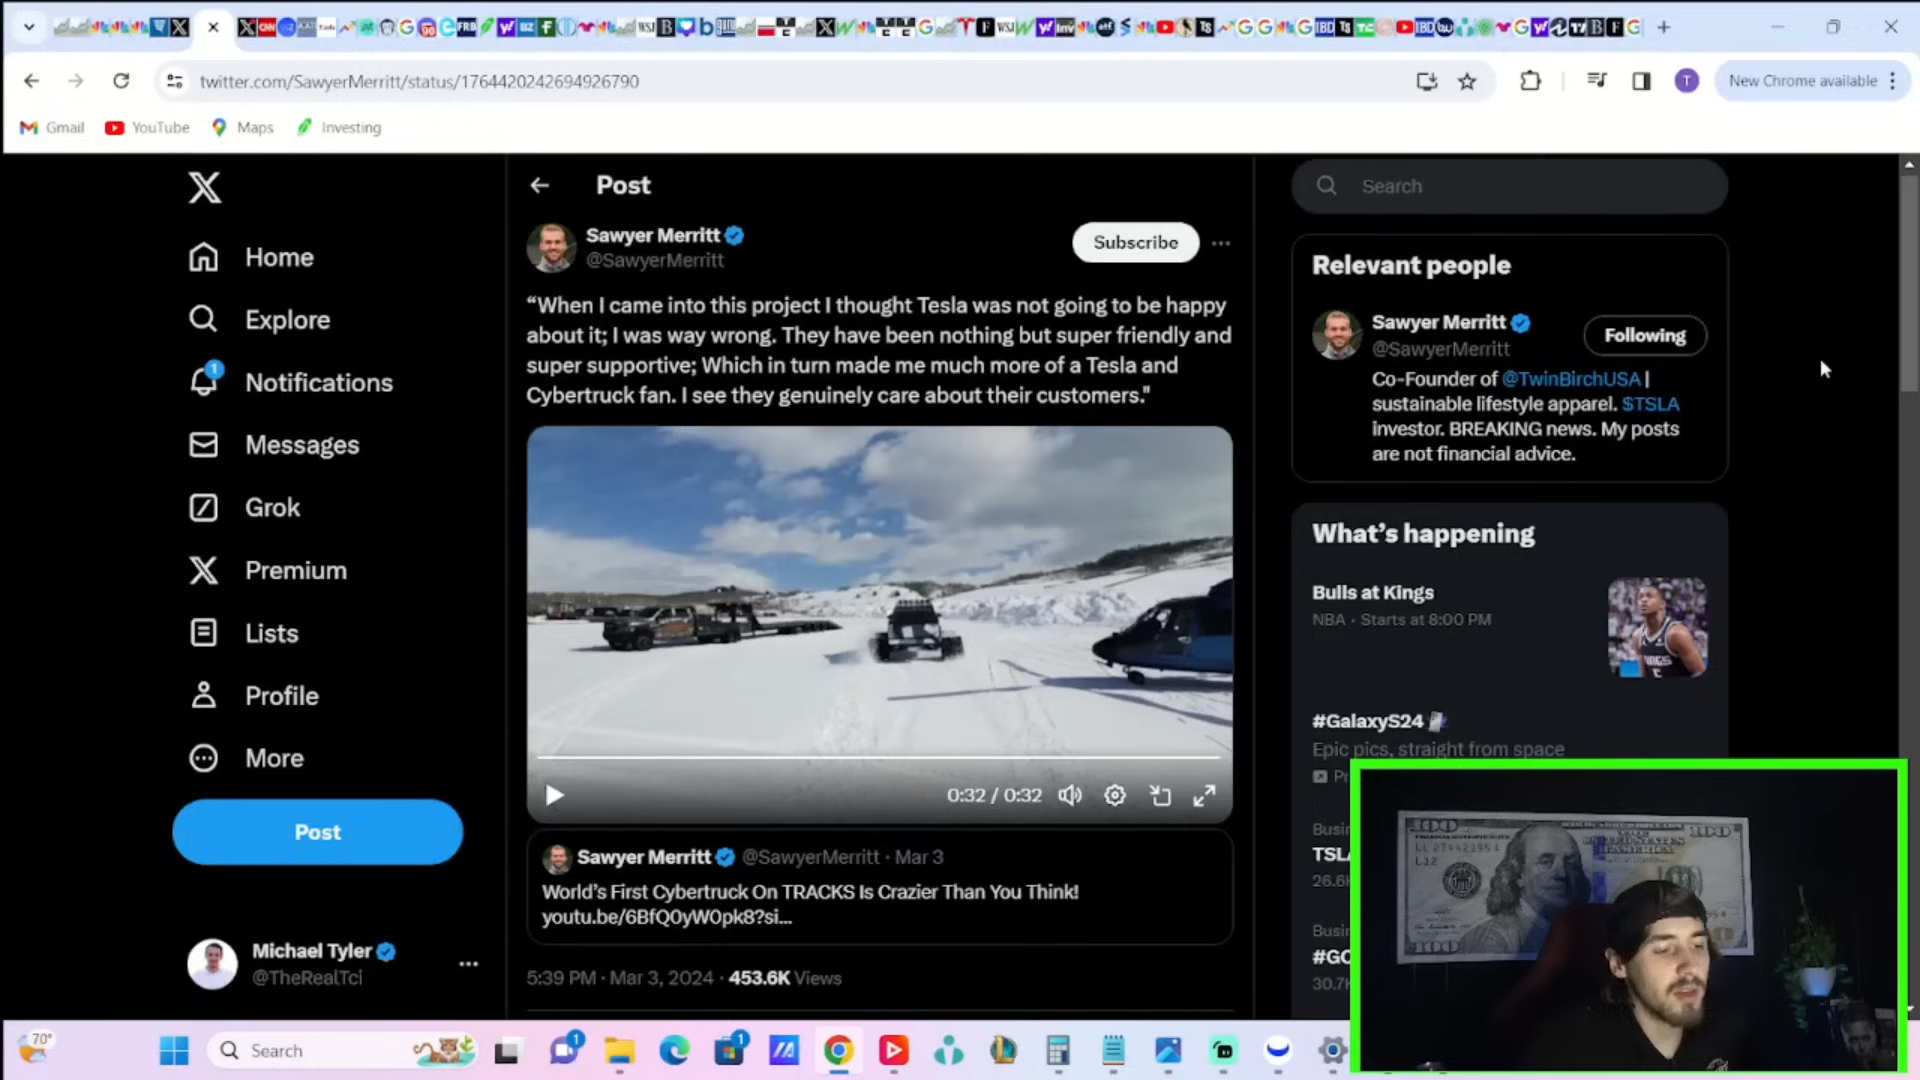 twitter.com/SawyerMerritt/status/1764420242694926790
T
New Chrome available
Gmail
YouTube
Maps
Investing
Post
Search
Sawyer Merritt
@SawyerMerritt
Subscribe
“When I came into this project I thought Tesla was not going to be happy
about it; I was way wrong. They have been nothing but super friendly and
super supportive; Which in turn made me much more of a Tesla and
Cybertruck fan. I see they genuinely care about their customers."
0:32 / 0:32
Sawyer Merritt @SawyerMerritt · Mar 3
World's First Cybertruck On TRACKS Is Crazier Than You Think!
youtu.be/6BfQ0yW0pk8?si...
5:39 PM · Mar 3, 2024 · 453.6K Views
Home
Explore
1
Notifications
Messages
Grok
Premium
Lists
Profile
More
Post
Michael Tyler
@TheRealTci
Relevant people
Sawyer Merritt
@SawyerMerritt
Following
Co-Founder of @TwinBirchUSA |
sustainable lifestyle apparel. $TSLA
investor. BREAKING news. My posts
are not financial advice.
What's happening
Bulls at Kings
NBA · Starts at 8:00 PM
#GalaxyS24
Epic pics, straight from space
100
100
100
70°
Search
1
1